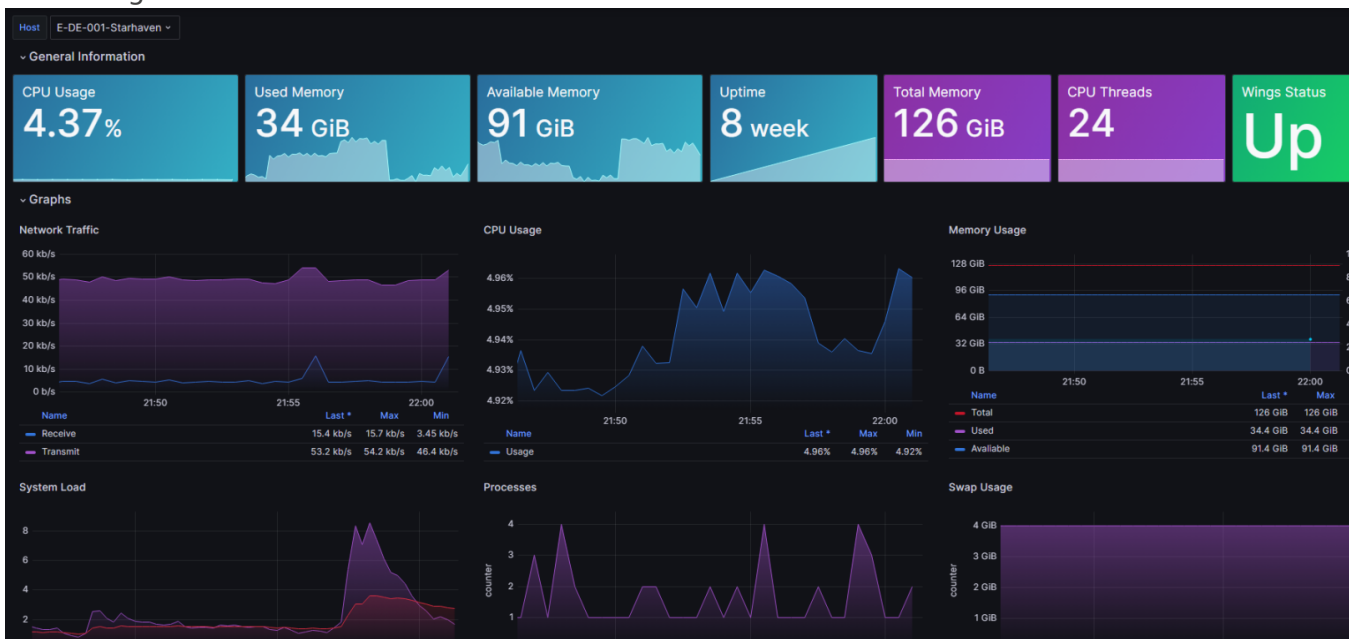 Host E-DE-001-Starhaven
General Information
CPU Usage
4.37%
Used Memory
34 GiB
Available Memory
91 GiB
Uptime
8 week
Total Memory
126 GiB
CPU Threads
24
Wings Status
Up
Graphs
Network Traffic
60 kb/s
50 kb/s
40 kb/s
30 kb/s
20 kb/s
10 kb/s
0 b/s
21:50 21:55 22:00
Name Last * Max Min
Receive 15.4 kb/s 15.7 kb/s 3.45 kb/s
Transmit 53.2 kb/s 54.2 kb/s 46.4 kb/s
CPU Usage
4.96%
4.95%
4.94%
4.93%
4.92%
21:50 21:55 22:00
Name Last * Max Min
Usage 4.96% 4.96% 4.92%
Memory Usage
128 GiB
96 GiB
64 GiB
32 GiB
0 B
21:50 21:55 22:00
Name Last * Max
Total 126 GiB 126 GiB
Used 34.4 GiB 34.4 GiB
Available 91.4 GiB 91.4 GiB
System Load
8
6
4
2
Processes
counter
4
3
2
1
Swap Usage
counter
4 GiB
3 GiB
2 GiB
1 GiB